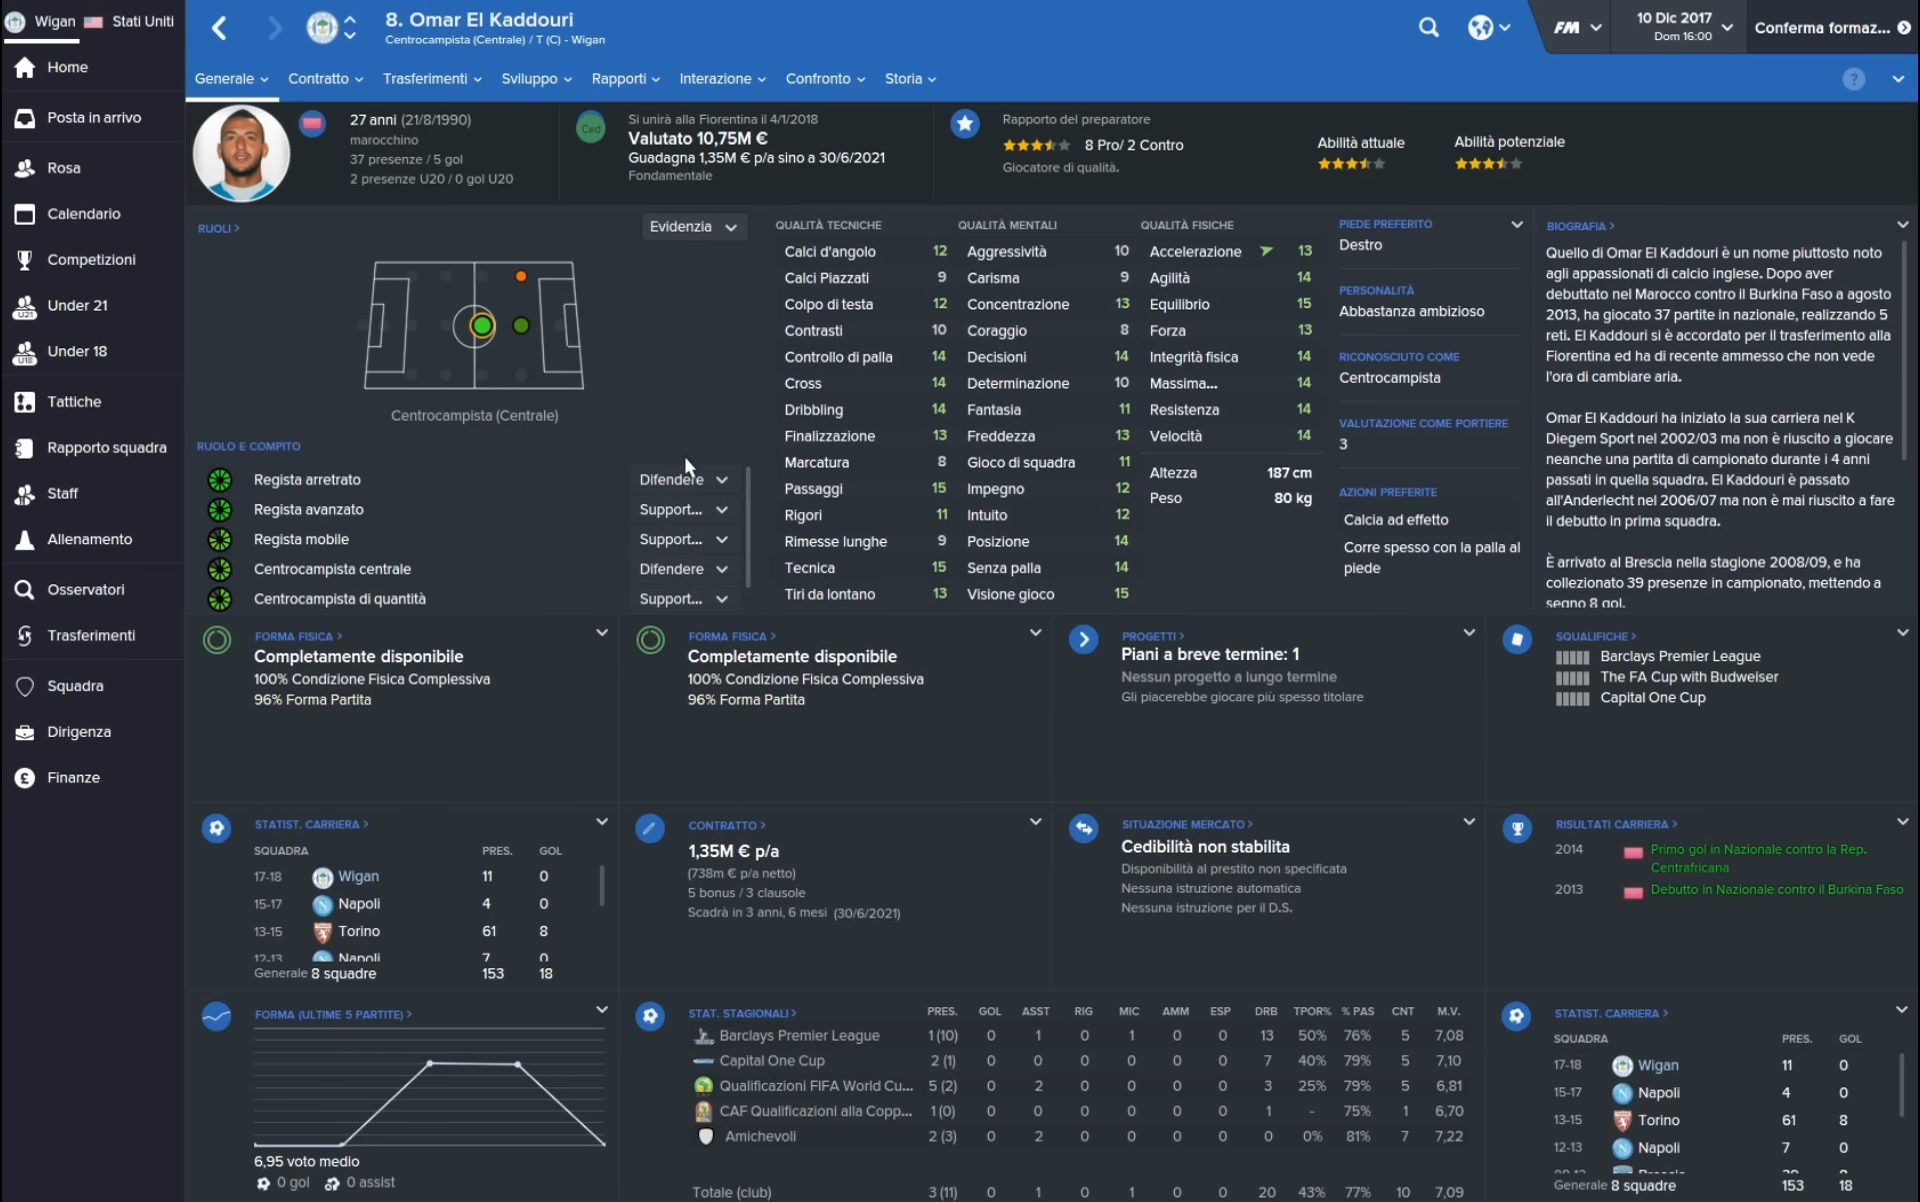 Wigan Stati Uniti
8. Omar El Kaddouri
Centrocampista (Centrale) / T (C) - Wigan
FM
10 Dic 2017
Dom 16:00
Conferma formaz...
Home
Posta in arrivo
Rosa
Calendario
Competizioni
Under 21
Under 18
Tattiche
Rapporto squadra
Staff
Allenamento
Osservatori
Trasferimenti
Squadra
Dirigenza
Finanze
Generale Contratto Trasferimenti Sviluppo Rapporti Interazione Confronto Storia
?
27 anni (21/8/1990)
marocchino
37 presenze / 5 gol
2 presenze U20 / 0 gol U20
Ced
Si unirà alla Fiorentina il 4/1/2018
Valutato 10,75M €
Guadagna 1,35M € p/a sino a 30/6/2021
Fondamentale
Rapporto del preparatore
8 Pro/ 2 Contro
Giocatore di qualità.
Abilità attuale
Abilità potenziale
RUOLI >
Evidenzia
Centrocampista (Centrale)
RUOLO E COMPITO
Regista arretrato Difendere
Regista avanzato Support...
Regista mobile Support...
Centrocampista centrale Difendere
Centrocampista di quantità Support...
QUALITÀ TECNICHE
Calci d'angolo 12
Calci Piazzati 9
Colpo di testa 12
Contrasti 10
Controllo di palla 14
Cross 14
Dribbling 14
Finalizzazione 13
Marcatura 8
Passaggi 15
Rigori 11
Rimesse lunghe 9
Tecnica 15
Tiri da lontano 13
QUALITÀ MENTALI
Aggressività 10
Carisma 9
Concentrazione 13
Coraggio 8
Decisioni 14
Determinazione 10
Fantasia 11
Freddezza 13
Gioco di squadra 11
Impegno 12
Intuito 12
Posizione 14
Senza palla 14
Visione gioco 15
QUALITÀ FISICHE
Accelerazione 13
Agilità 14
Equilibrio 15
Forza 13
Integrità fisica 14
Massima... 14
Resistenza 14
Velocità 14
Altezza 187 cm
Peso 80 kg
PIEDE PREFERITO
Destro
PERSONALITÀ
Abbastanza ambizioso
RICONOSCIUTO COME
Centrocampista
VALUTAZIONE COME PORTIERE
3
AZIONI PREFERITE
Calcia ad effetto
Corre spesso con la palla al
piede
BIOGRAFIA >
Quello di Omar El Kaddouri è un nome piuttosto noto
agli appassionati di calcio inglese. Dopo aver
debuttato nel Marocco contro il Burkina Faso a agosto
2013, ha giocato 37 partite in nazionale, realizzando 5
reti. El Kaddouri si è accordato per il trasferimento alla
Fiorentina ed ha di recente ammesso che non vede
l'ora di cambiare aria.
Omar El Kaddouri ha iniziato la sua carriera nel K
Diegem Sport nel 2002/03 ma non è riuscito a giocare
neanche una partita di campionato durante i 4 anni
passati in quella squadra. El Kaddouri è passato
all'Anderlecht nel 2006/07 ma non è mai riuscito a fare
il debutto in prima squadra.
È arrivato al Brescia nella stagione 2008/09, e ha
collezionato 39 presenze in campionato, mettendo a
segno 8 gol.
FORMA FISICA >
Completamente disponibile
100% Condizione Fisica Complessiva
96% Forma Partita
FORMA FISICA >
Completamente disponibile
100% Condizione Fisica Complessiva
96% Forma Partita
PROGETTI >
Piani a breve termine: 1
Nessun progetto a lungo termine
Gli piacerebbe giocare più spesso titolare
SQUALIFICHE >
Barclays Premier League
The FA Cup with Budweiser
Capital One Cup
STATIST. CARRIERA >
SQUADRA PRES. GOL
17-18 Wigan 11 0
15-17 Napoli 4 0
13-15 Torino 61 8
12-13 Napoli 7 0
Generale 8 squadre 153 18
CONTRATTO >
1,35M € p/a
(738m € p/a netto)
5 bonus / 3 clausole
Scadrà in 3 anni, 6 mesi (30/6/2021)
SITUAZIONE MERCATO >
Cedibilità non stabilita
Disponibilità al prestito non specificata
Nessuna istruzione automatica
Nessuna istruzione per il D.S.
RISULTATI CARRIERA >
2014 Primo gol in Nazionale contro la Rep.
Centrafricana
2013 Debutto in Nazionale contro il Burkina Faso
FORMA (ULTIME 5 PARTITE) >
6,95 voto medio
0 gol 0 assist
STAT. STAGIONALI > PRES. GOL ASST RIG MIC AMM ESP DRB TPOR% % PAS CNT M.V.
Barclays Premier League 1 (10) 0 1 0 1 0 0 13 50% 76% 5 7,08
Capital One Cup 2 (1) 0 0 0 0 0 0 7 40% 79% 5 7,10
Qualificazioni FIFA World Cu... 5 (2) 0 2 0 0 0 0 3 25% 79% 5 6,81
CAF Qualificazioni alla Copp... 1 (0) 0 0 0 0 0 0 1 - 75% 1 6,70
Amichevoli 2 (3) 0 2 0 0 0 0 0 0% 81% 7 7,22
Totale (club) 3 (11) 0 1 0 1 0 0 20 43% 77% 10 7,09
STATIST. CARRIERA >
SQUADRA PRES. GOL
17-18 Wigan 11 0
15-17 Napoli 4 0
13-15 Torino 61 8
12-13 Napoli 7 0
Generale 8 squadre 153 18